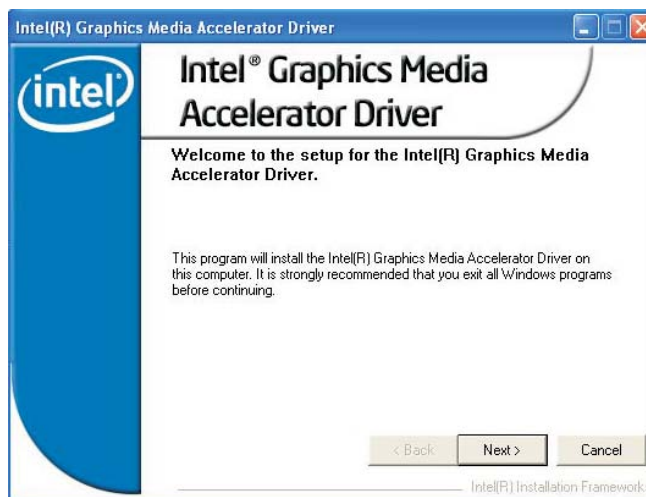 Intel(R) Graphics Media Accelerator Driver
intel
Intel® Graphics Media
Accelerator Driver
Welcome to the setup for the Intel(R) Graphics Media
Accelerator Driver.
This program will install the Intel(R) Graphics Media Accelerator Driver on
this computer. It is strongly recommended that you exit all Windows programs
before continuing.
< Back
Next >
Cancel
Intel(R) Installation Framework